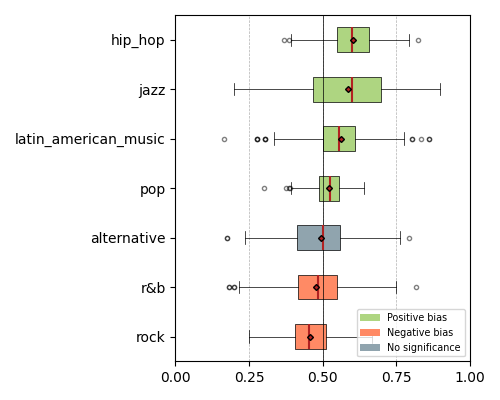 hip_hop
jazz
latin_american_music
pop
alternative
r&b
rock
Positive bias
Negative bias
No significance
0.00 0.25 0.50 0.75 1.00